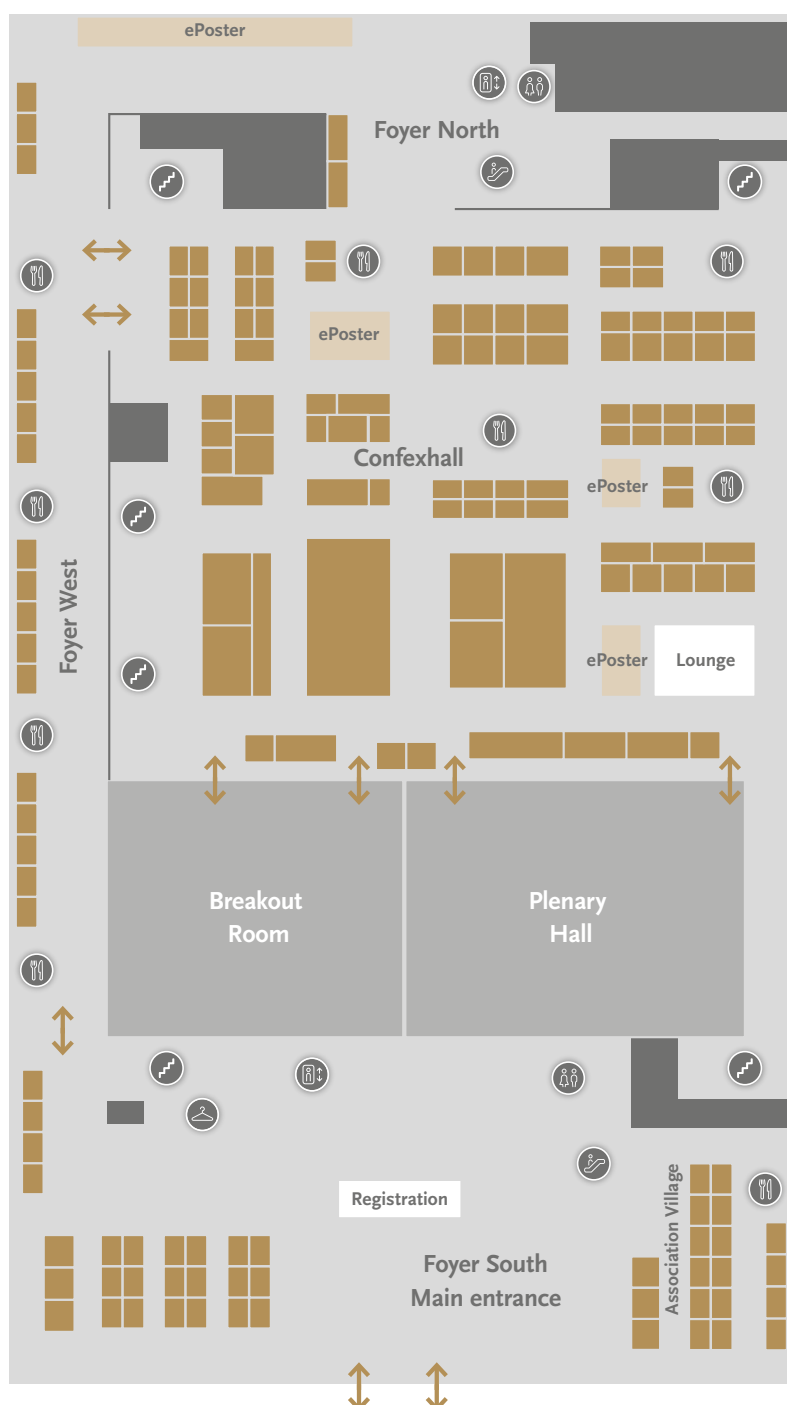 ePoster
Foyer North
ePoster
Confexhall
ePoster
Foyer West
ePoster
Lounge
Breakout
Room
Plenary
Hall
Registration
Association Village
Foyer South
Main entrance